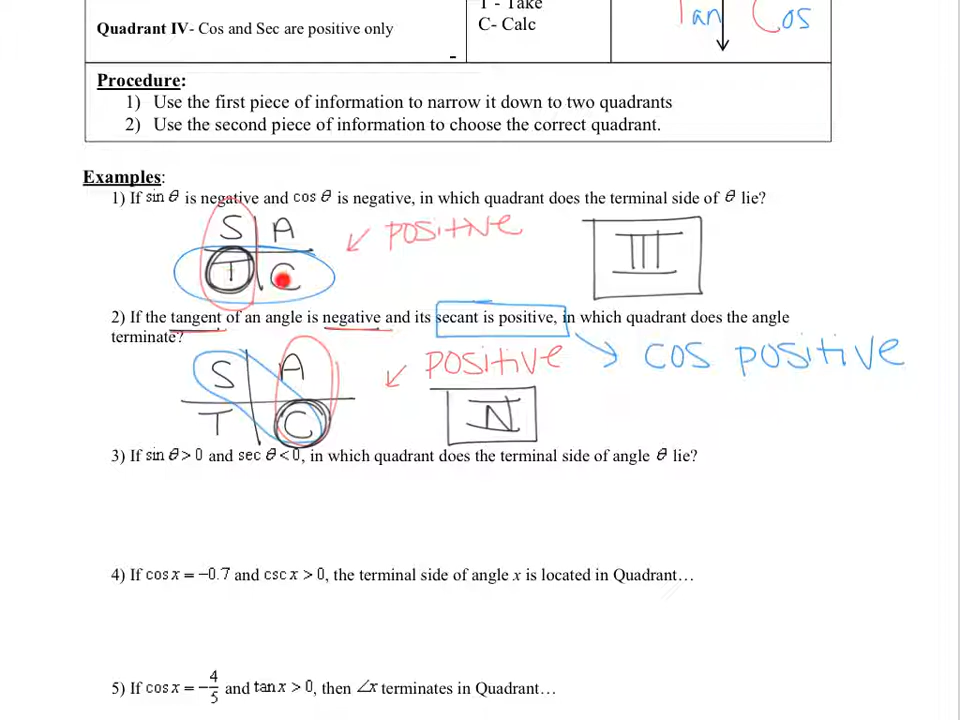 T - Take
Quadrant IV- Cos and Sec are positive only
C- Calc
Tan Cos
-
Procedure:
1) Use the first piece of information to narrow it down to two quadrants
2) Use the second piece of information to choose the correct quadrant.
Examples:
1) If sin θ is negative and cos θ is negative, in which quadrant does the terminal side of θ lie?
S A
positive
III
T C
2) If the tangent of an angle is negative and its secant is positive, in which quadrant does the angle
terminate?
cos positive
S A
positive
T C
IV
3) If sin θ > 0 and sec θ < 0, in which quadrant does the terminal side of angle θ lie?
4) If cos x = −0.7 and csc x > 0, the terminal side of angle x is located in Quadrant…
5) If cos x = −4/5 and tan x > 0, then ∠x terminates in Quadrant…